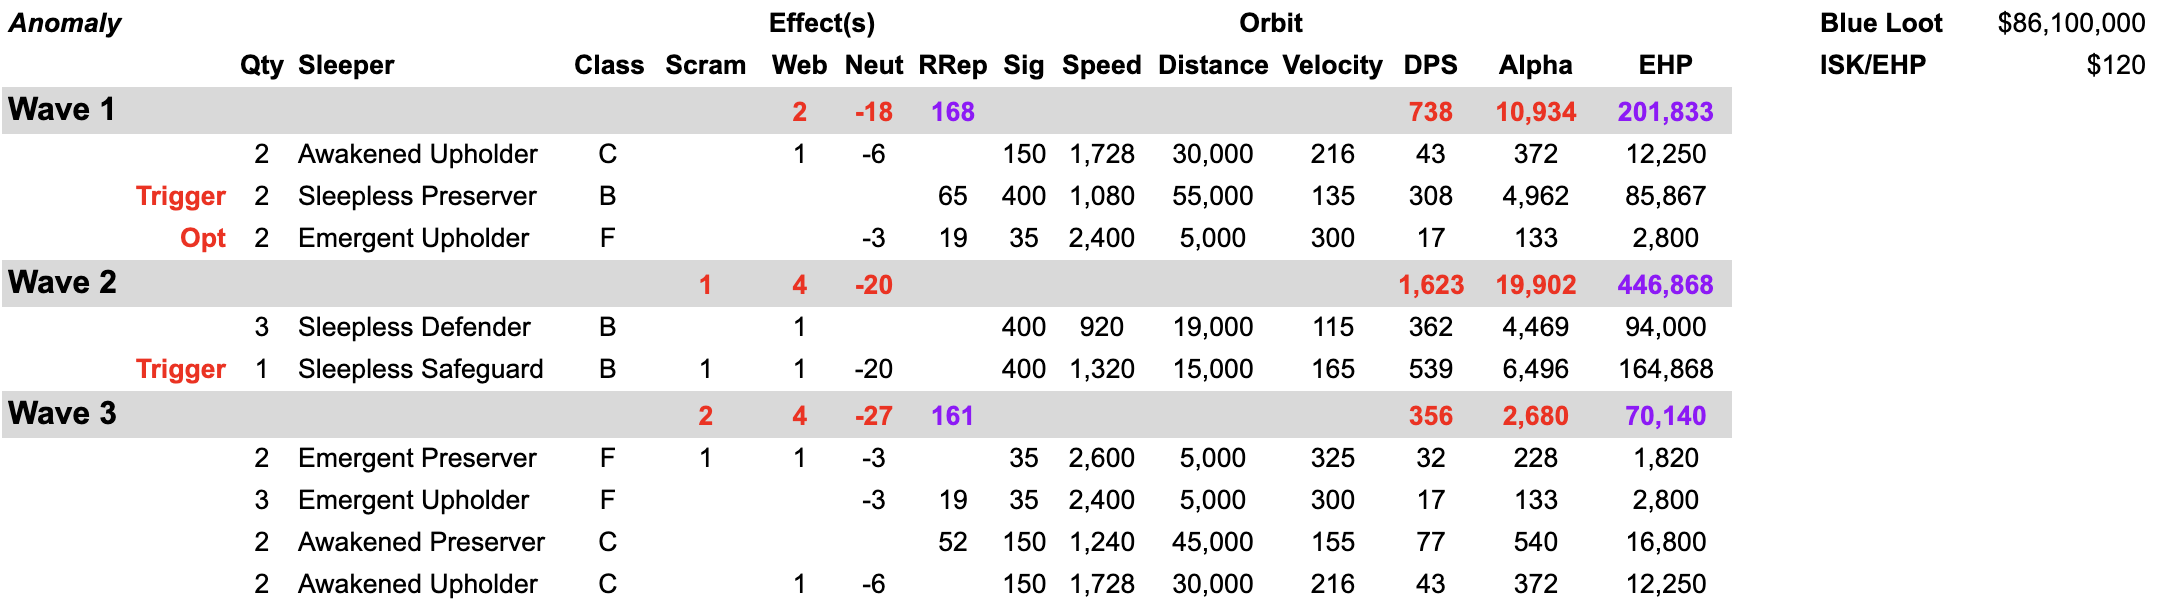 Anomaly Effect(s) Orbit Blue Loot $86,100,000
Qty Sleeper Class Scram Web Neut RRep Sig Speed Distance Velocity DPS Alpha EHP ISK/EHP $120
Wave 1 2 -18 168 738 10,934 201,833
2 Awakened Upholder C 1 -6 150 1,728 30,000 216 43 372 12,250
Trigger 2 Sleepless Preserver B 65 400 1,080 55,000 135 308 4,962 85,867
Opt 2 Emergent Upholder F -3 19 35 2,400 5,000 300 17 133 2,800
Wave 2 1 4 -20 1,623 19,902 446,868
3 Sleepless Defender B 1 400 920 19,000 115 362 4,469 94,000
Trigger 1 Sleepless Safeguard B 1 1 -20 400 1,320 15,000 165 539 6,496 164,868
Wave 3 2 4 -27 161 356 2,680 70,140
2 Emergent Preserver F 1 1 -3 35 2,600 5,000 325 32 228 1,820
3 Emergent Upholder F -3 19 35 2,400 5,000 300 17 133 2,800
2 Awakened Preserver C 52 150 1,240 45,000 155 77 540 16,800
2 Awakened Upholder C 1 -6 150 1,728 30,000 216 43 372 12,250